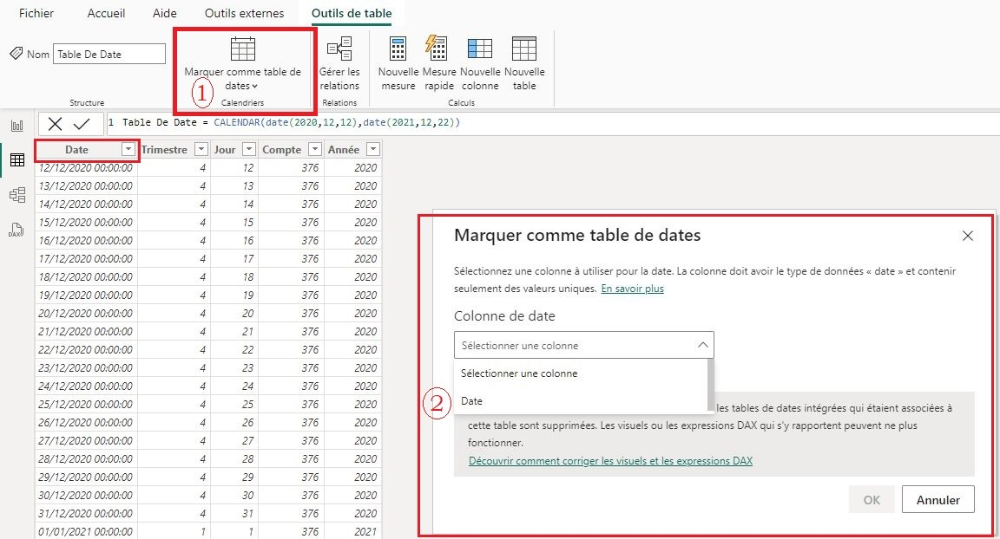 Fichier Accueil Aide Outils externes Outils de table
Nom Table De Date
Marquer comme table de
dates
1
Gérer les
relations
Nouvelle
mesure
Mesure
rapide
Nouvelle
colonne
Nouvelle
table
Structure Calendriers Relations Calculs
1 Table De Date = CALENDAR(date(2020,12,12),date(2021,12,22))
Date Trimestre Jour Compte Année
12/12/2020 00:00:00 4 12 376 2020
13/12/2020 00:00:00 4 13 376 2020
14/12/2020 00:00:00 4 14 376 2020
15/12/2020 00:00:00 4 15 376 2020
16/12/2020 00:00:00 4 16 376 2020
17/12/2020 00:00:00 4 17 376 2020
18/12/2020 00:00:00 4 18 376 2020
19/12/2020 00:00:00 4 19 376 2020
20/12/2020 00:00:00 4 20 376 2020
21/12/2020 00:00:00 4 21 376 2020
22/12/2020 00:00:00 4 22 376 2020
23/12/2020 00:00:00 4 23 376 2020
24/12/2020 00:00:00 4 24 376 2020
25/12/2020 00:00:00 4 25 376 2020
26/12/2020 00:00:00 4 26 376 2020
27/12/2020 00:00:00 4 27 376 2020
28/12/2020 00:00:00 4 28 376 2020
29/12/2020 00:00:00 4 29 376 2020
30/12/2020 00:00:00 4 30 376 2020
31/12/2020 00:00:00 4 31 376 2020
01/01/2021 00:00:00 1 1 376 2021
DAX
Marquer comme table de dates
Sélectionnez une colonne à utiliser pour la date. La colonne doit avoir le type de données « date » et contenir
seulement des valeurs uniques. En savoir plus
Colonne de date
Sélectionner une colonne
Sélectionner une colonne
2
Date
les tables de dates intégrées qui étaient associées à
cette table sont supprimées. Les visuels ou les expressions DAX qui s'y rapportent peuvent ne plus
fonctionner.
Découvrir comment corriger les visuels et les expressions DAX
OK Annuler